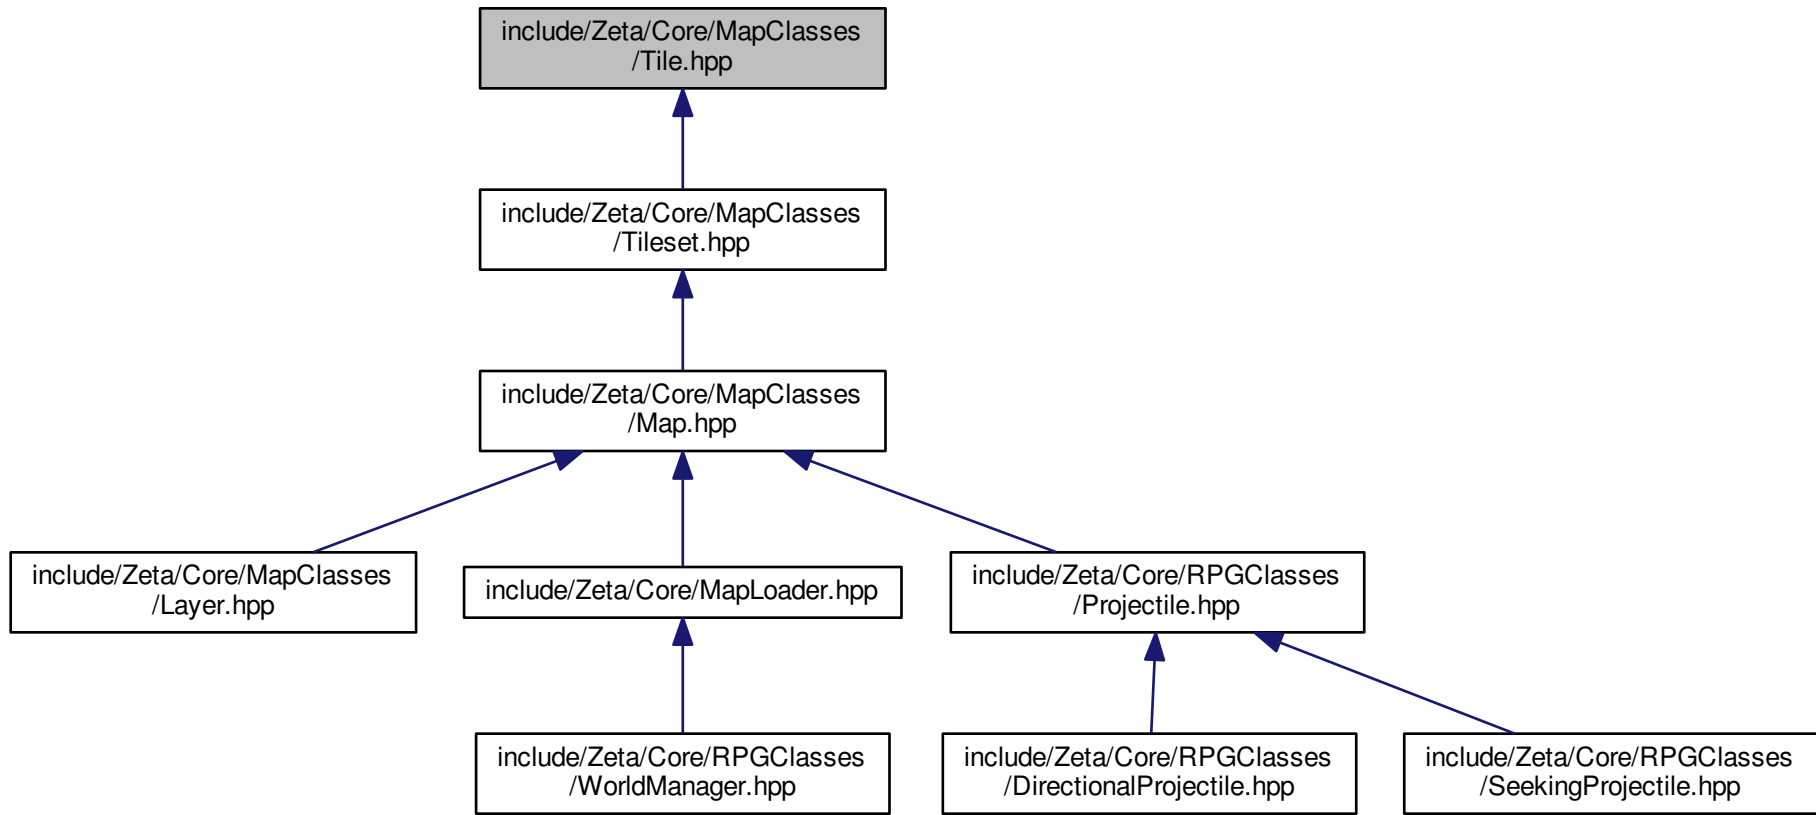 include/Zeta/Core/MapClasses
/Tile.hpp
include/Zeta/Core/MapClasses
/Tileset.hpp
include/Zeta/Core/MapClasses
/Map.hpp
include/Zeta/Core/MapClasses
/Layer.hpp
include/Zeta/Core/MapLoader.hpp
include/Zeta/Core/RPGClasses
/Projectile.hpp
include/Zeta/Core/RPGClasses
/WorldManager.hpp
include/Zeta/Core/RPGClasses
/DirectionalProjectile.hpp
include/Zeta/Core/RPGClasses
/SeekingProjectile.hpp